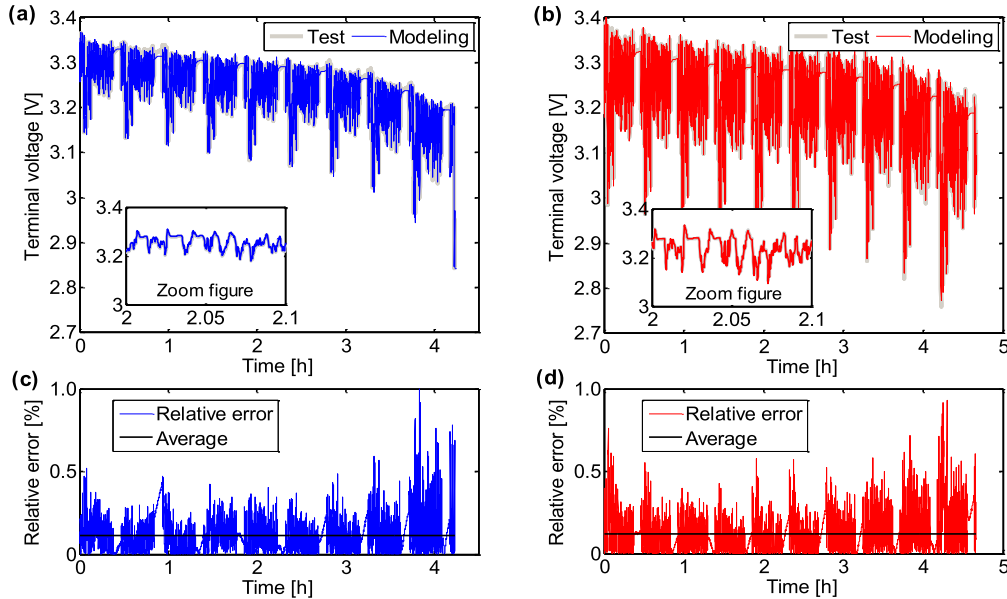 (a)
3.4
3.3
3.2
3.1
3
2.9
2.8
2.7
Terminal voltage [V]
Test
Modeling
3.4
3.2
3
Zoom figure
2
2.05
2.1
0
1
2
3
4
Time [h]
(b)
3.4
3.3
3.2
3.1
3
2.9
2.8
2.7
Terminal voltage [V]
Test
Modeling
3.4
3.2
3
Zoom figure
2
2.05
2.1
0
1
2
3
4
5
Time [h]
(c)
1.0
0.5
0
Relative error [%]
Relative error
Average
0
1
2
3
4
Time [h]
(d)
1.0
0.5
0
Relative error [%]
Relative error
Average
0
1
2
3
4
5
Time [h]